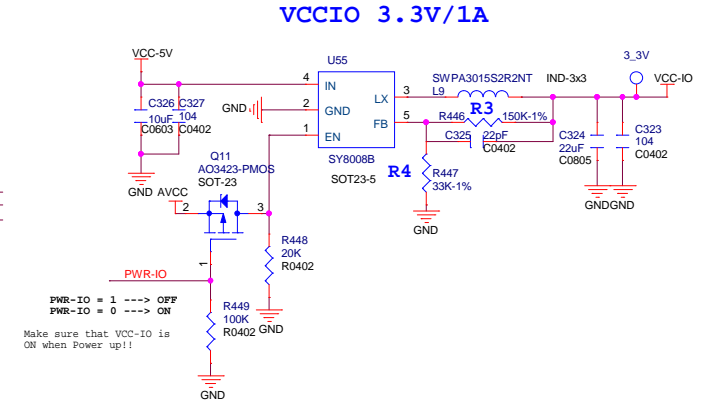 VCCIO 3.3V/1A
VCC-5V
U55
3_3V
4
IN
SWPA3015S2R2NT
IND-3x3
VCC-IO
C326
C327
10uF
104
C0603
C0402
GND
2
GND
LX
3
L9
R3
1
EN
FB
5
R446
150K-1%
C325
22pF
C0402
C324
22uF
C0805
C323
104
C0402
SY8008B
SOT23-5
R4
R447
33K-1%
Q11
AO3423-PMOS
SOT-23
GND
AVCC
2
3
GND
GND
GND
R448
20K
R0402
1
PWR-IO
PWR-IO = 1 ---> OFF
PWR-IO = 0 ---> ON
Make sure that VCC-IO is
ON when Power up!!
R449
100K
R0402
GND
GND